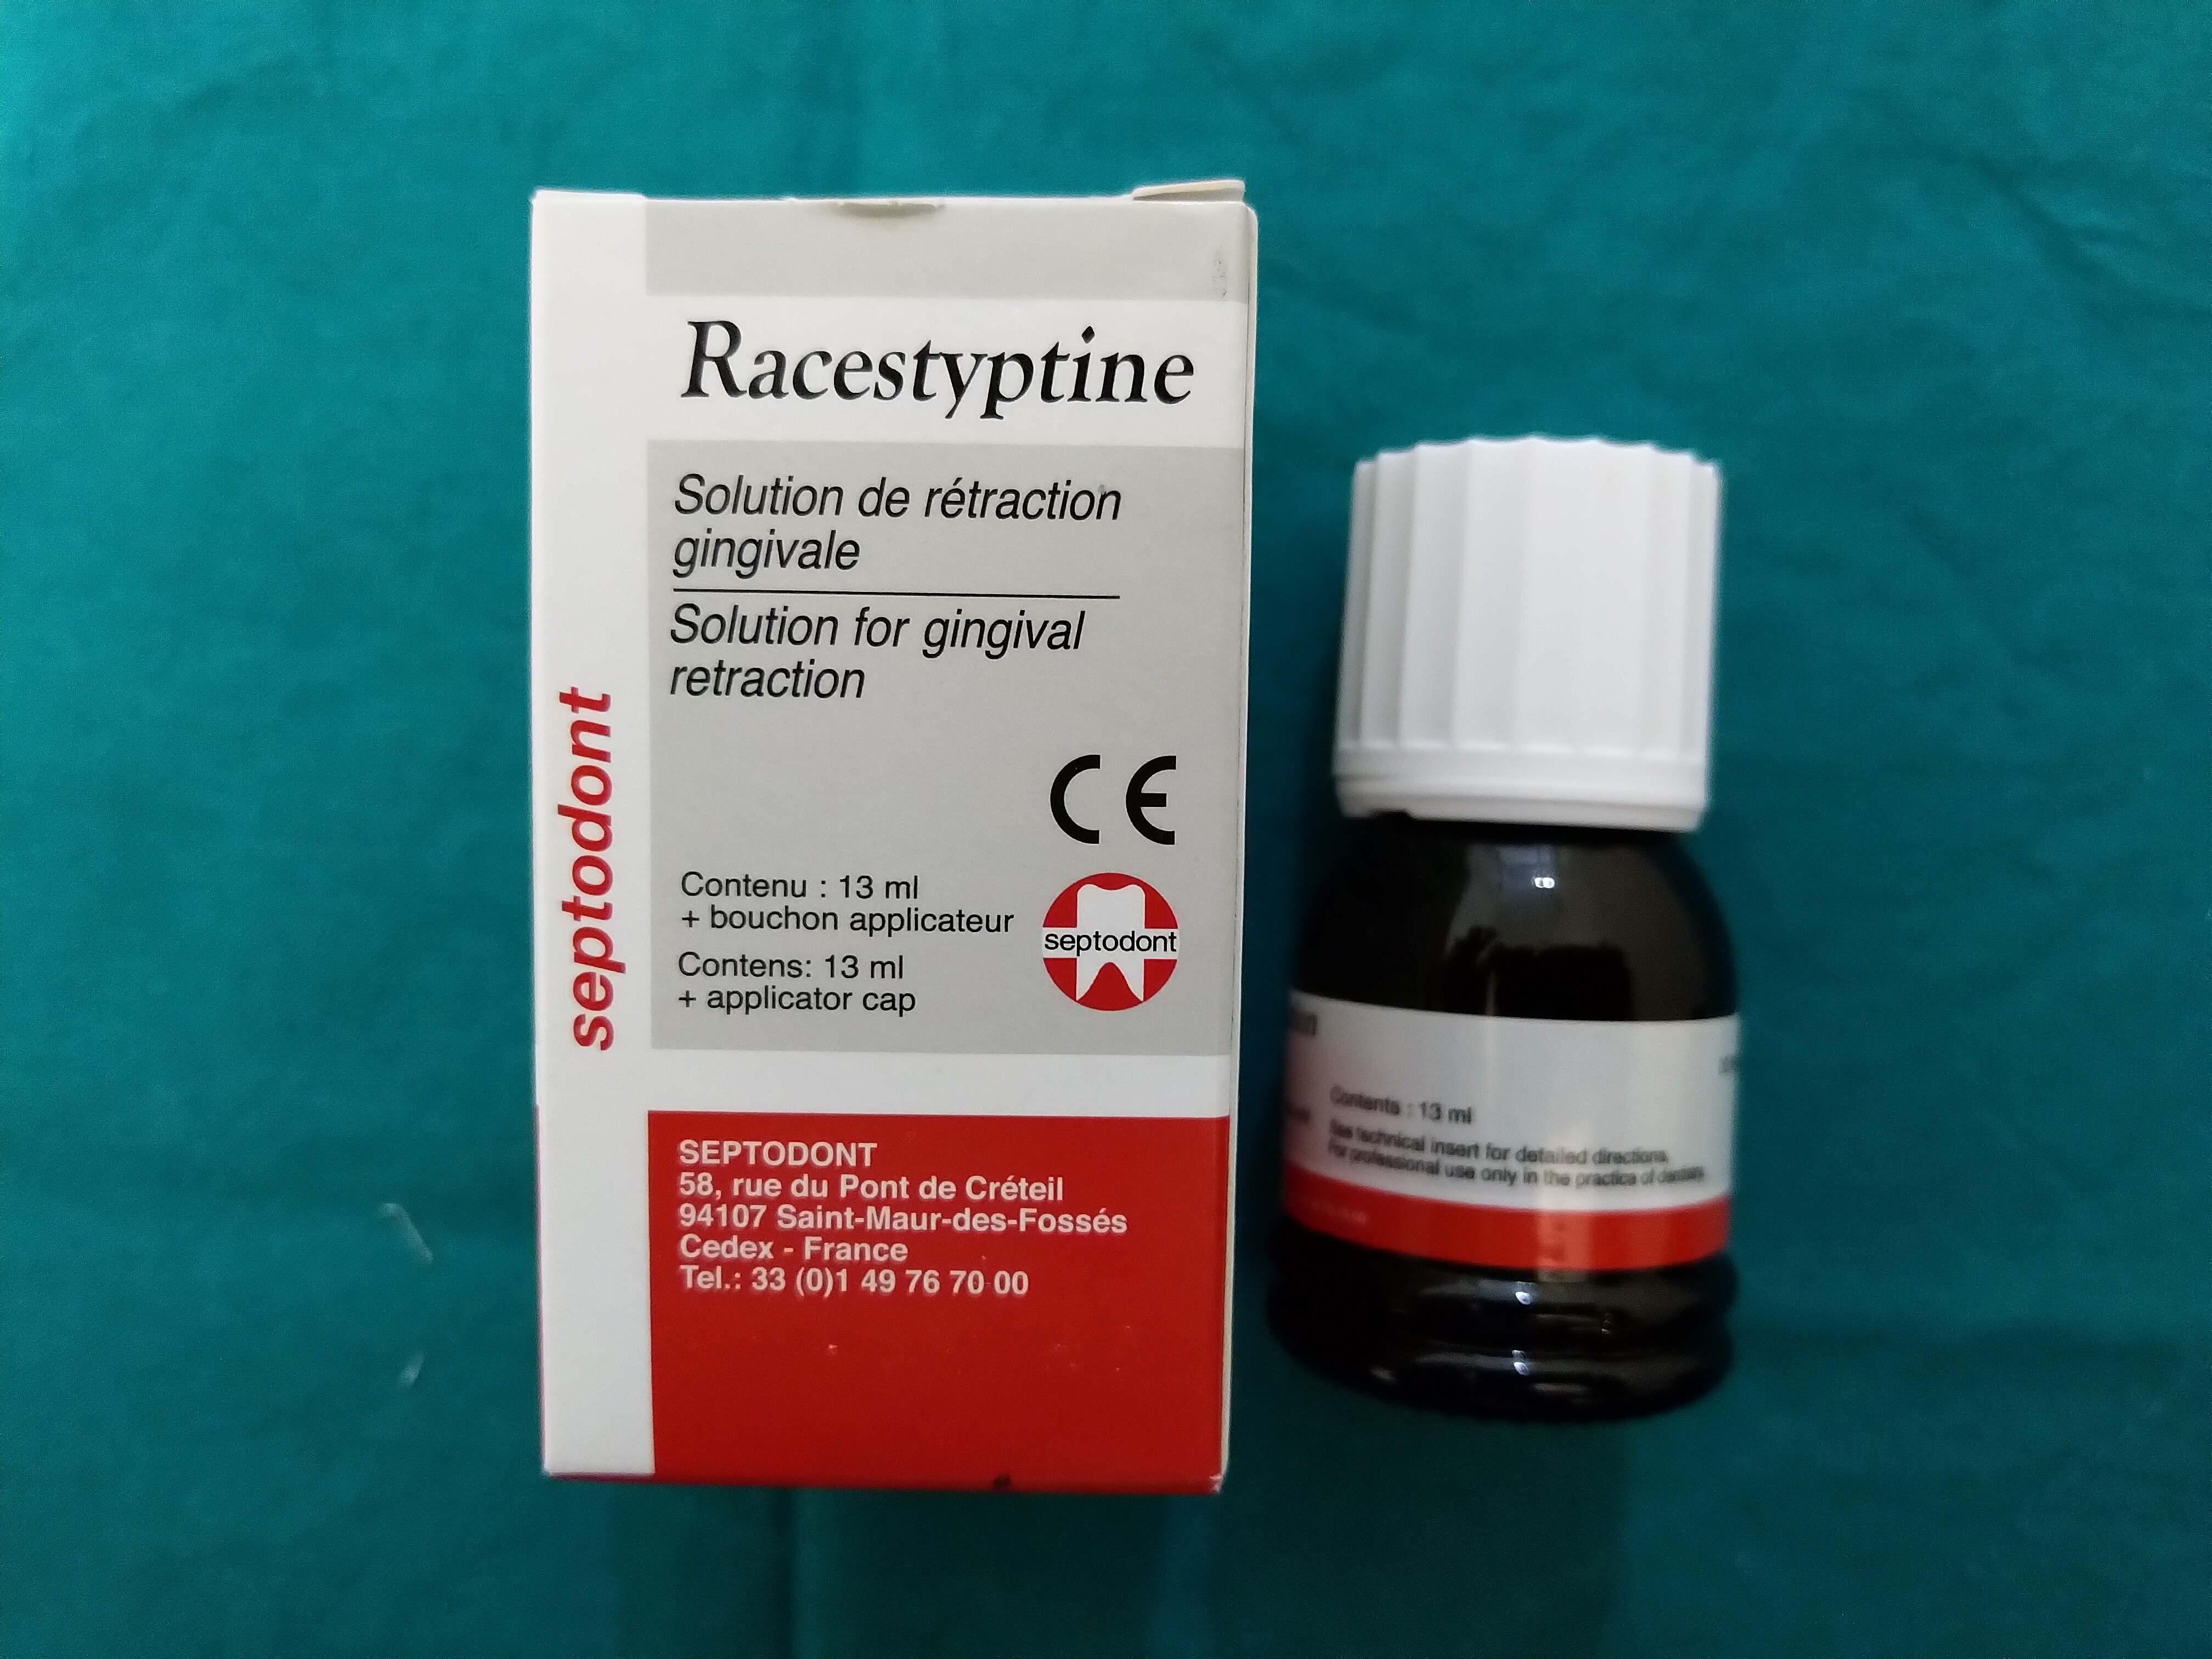 Racestyptine
Solution de rétraction
gingivale
Solution for gingival
retraction
CE
Contenu : 13 ml
+ bouchon applicateur
Contens: 13 ml
+ applicator cap
septodont
septodont
SEPTODONT
58, rue du Pont de Créteil
94107 Saint-Maur-des-Fossés
Cedex - France
Tel.: 33 (0)1 49 76 70 00
Contents : 13 ml
See technical insert for detailed directions.
For professional use only in the practice of dentistry.